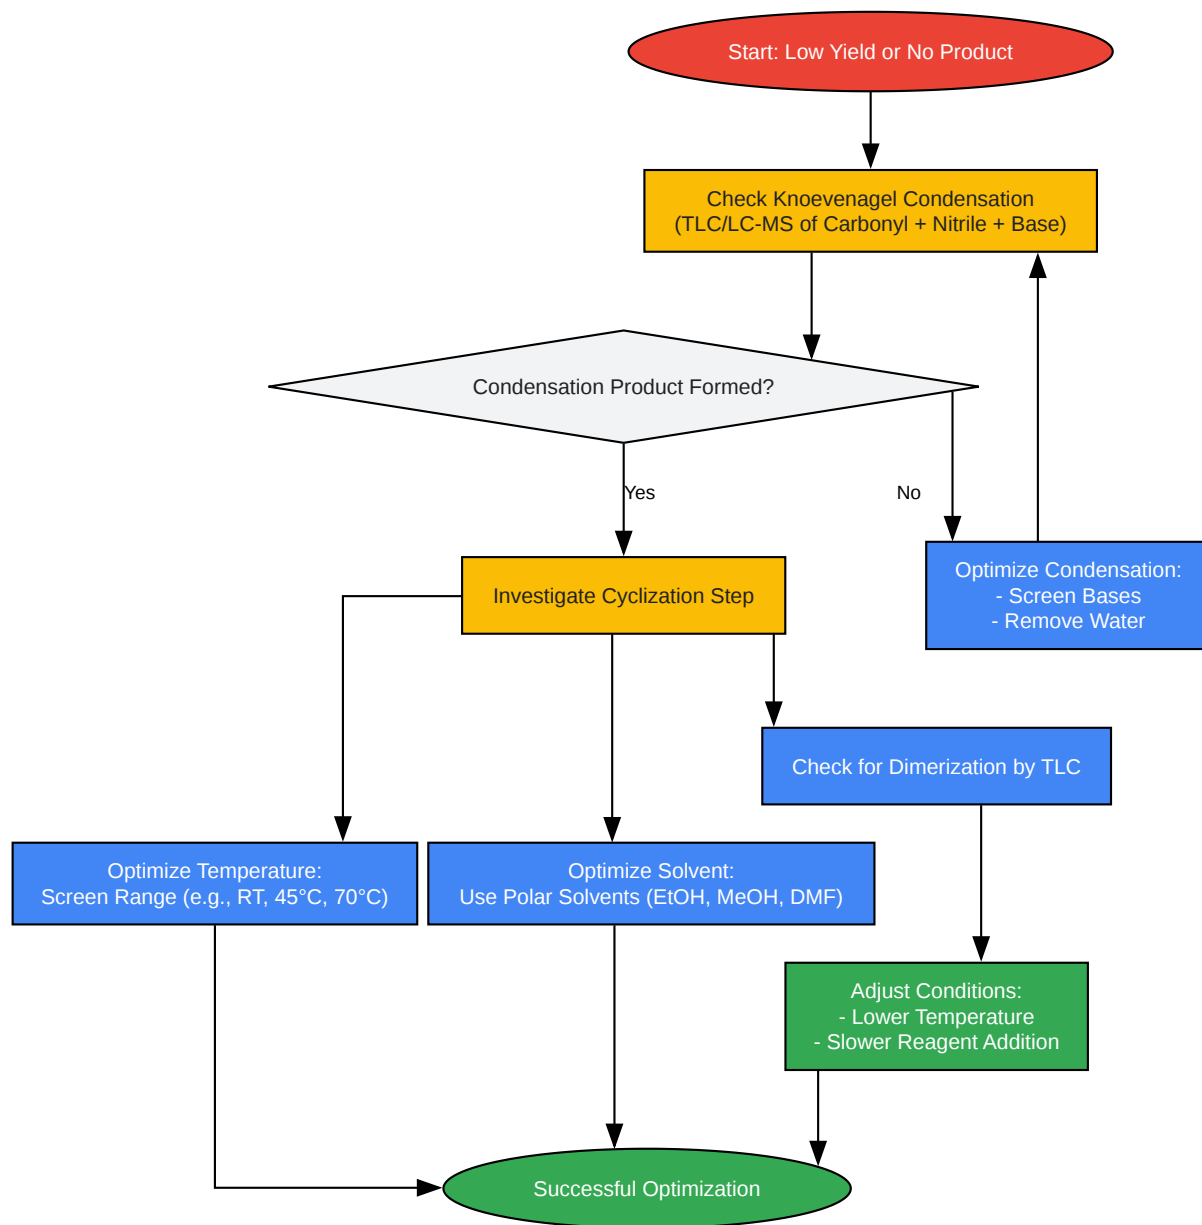 Start: Low Yield or No Product
Check Knoevenagel Condensation
(TLC/LC-MS of Carbonyl + Nitrile + Base)
Condensation Product Formed?
Yes
No
Optimize Condensation:
- Screen Bases
- Remove Water
Investigate Cyclization Step
Check for Dimerization by TLC
Optimize Temperature:
Screen Range (e.g., RT, 45°C, 70°C)
Optimize Solvent:
Use Polar Solvents (EtOH, MeOH, DMF)
Adjust Conditions:
- Lower Temperature
- Slower Reagent Addition
Successful Optimization